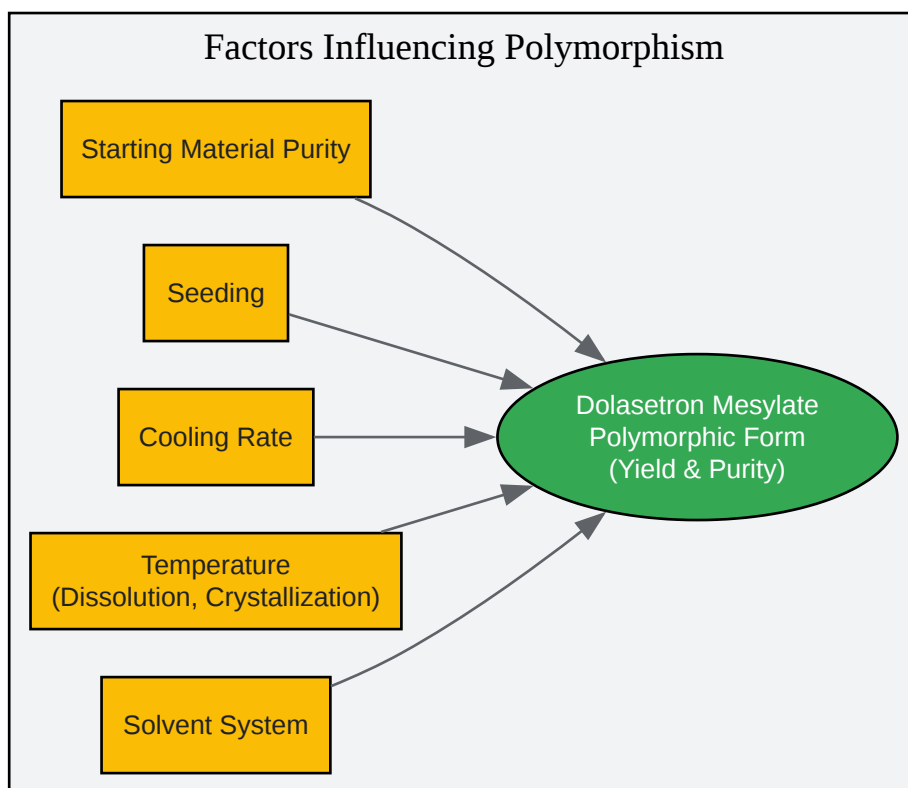 Factors Influencing Polymorphism
Starting Material Purity
Seeding
Cooling Rate
Temperature
(Dissolution, Crystallization)
Solvent System
Dolasetron Mesylate
Polymorphic Form
(Yield & Purity)